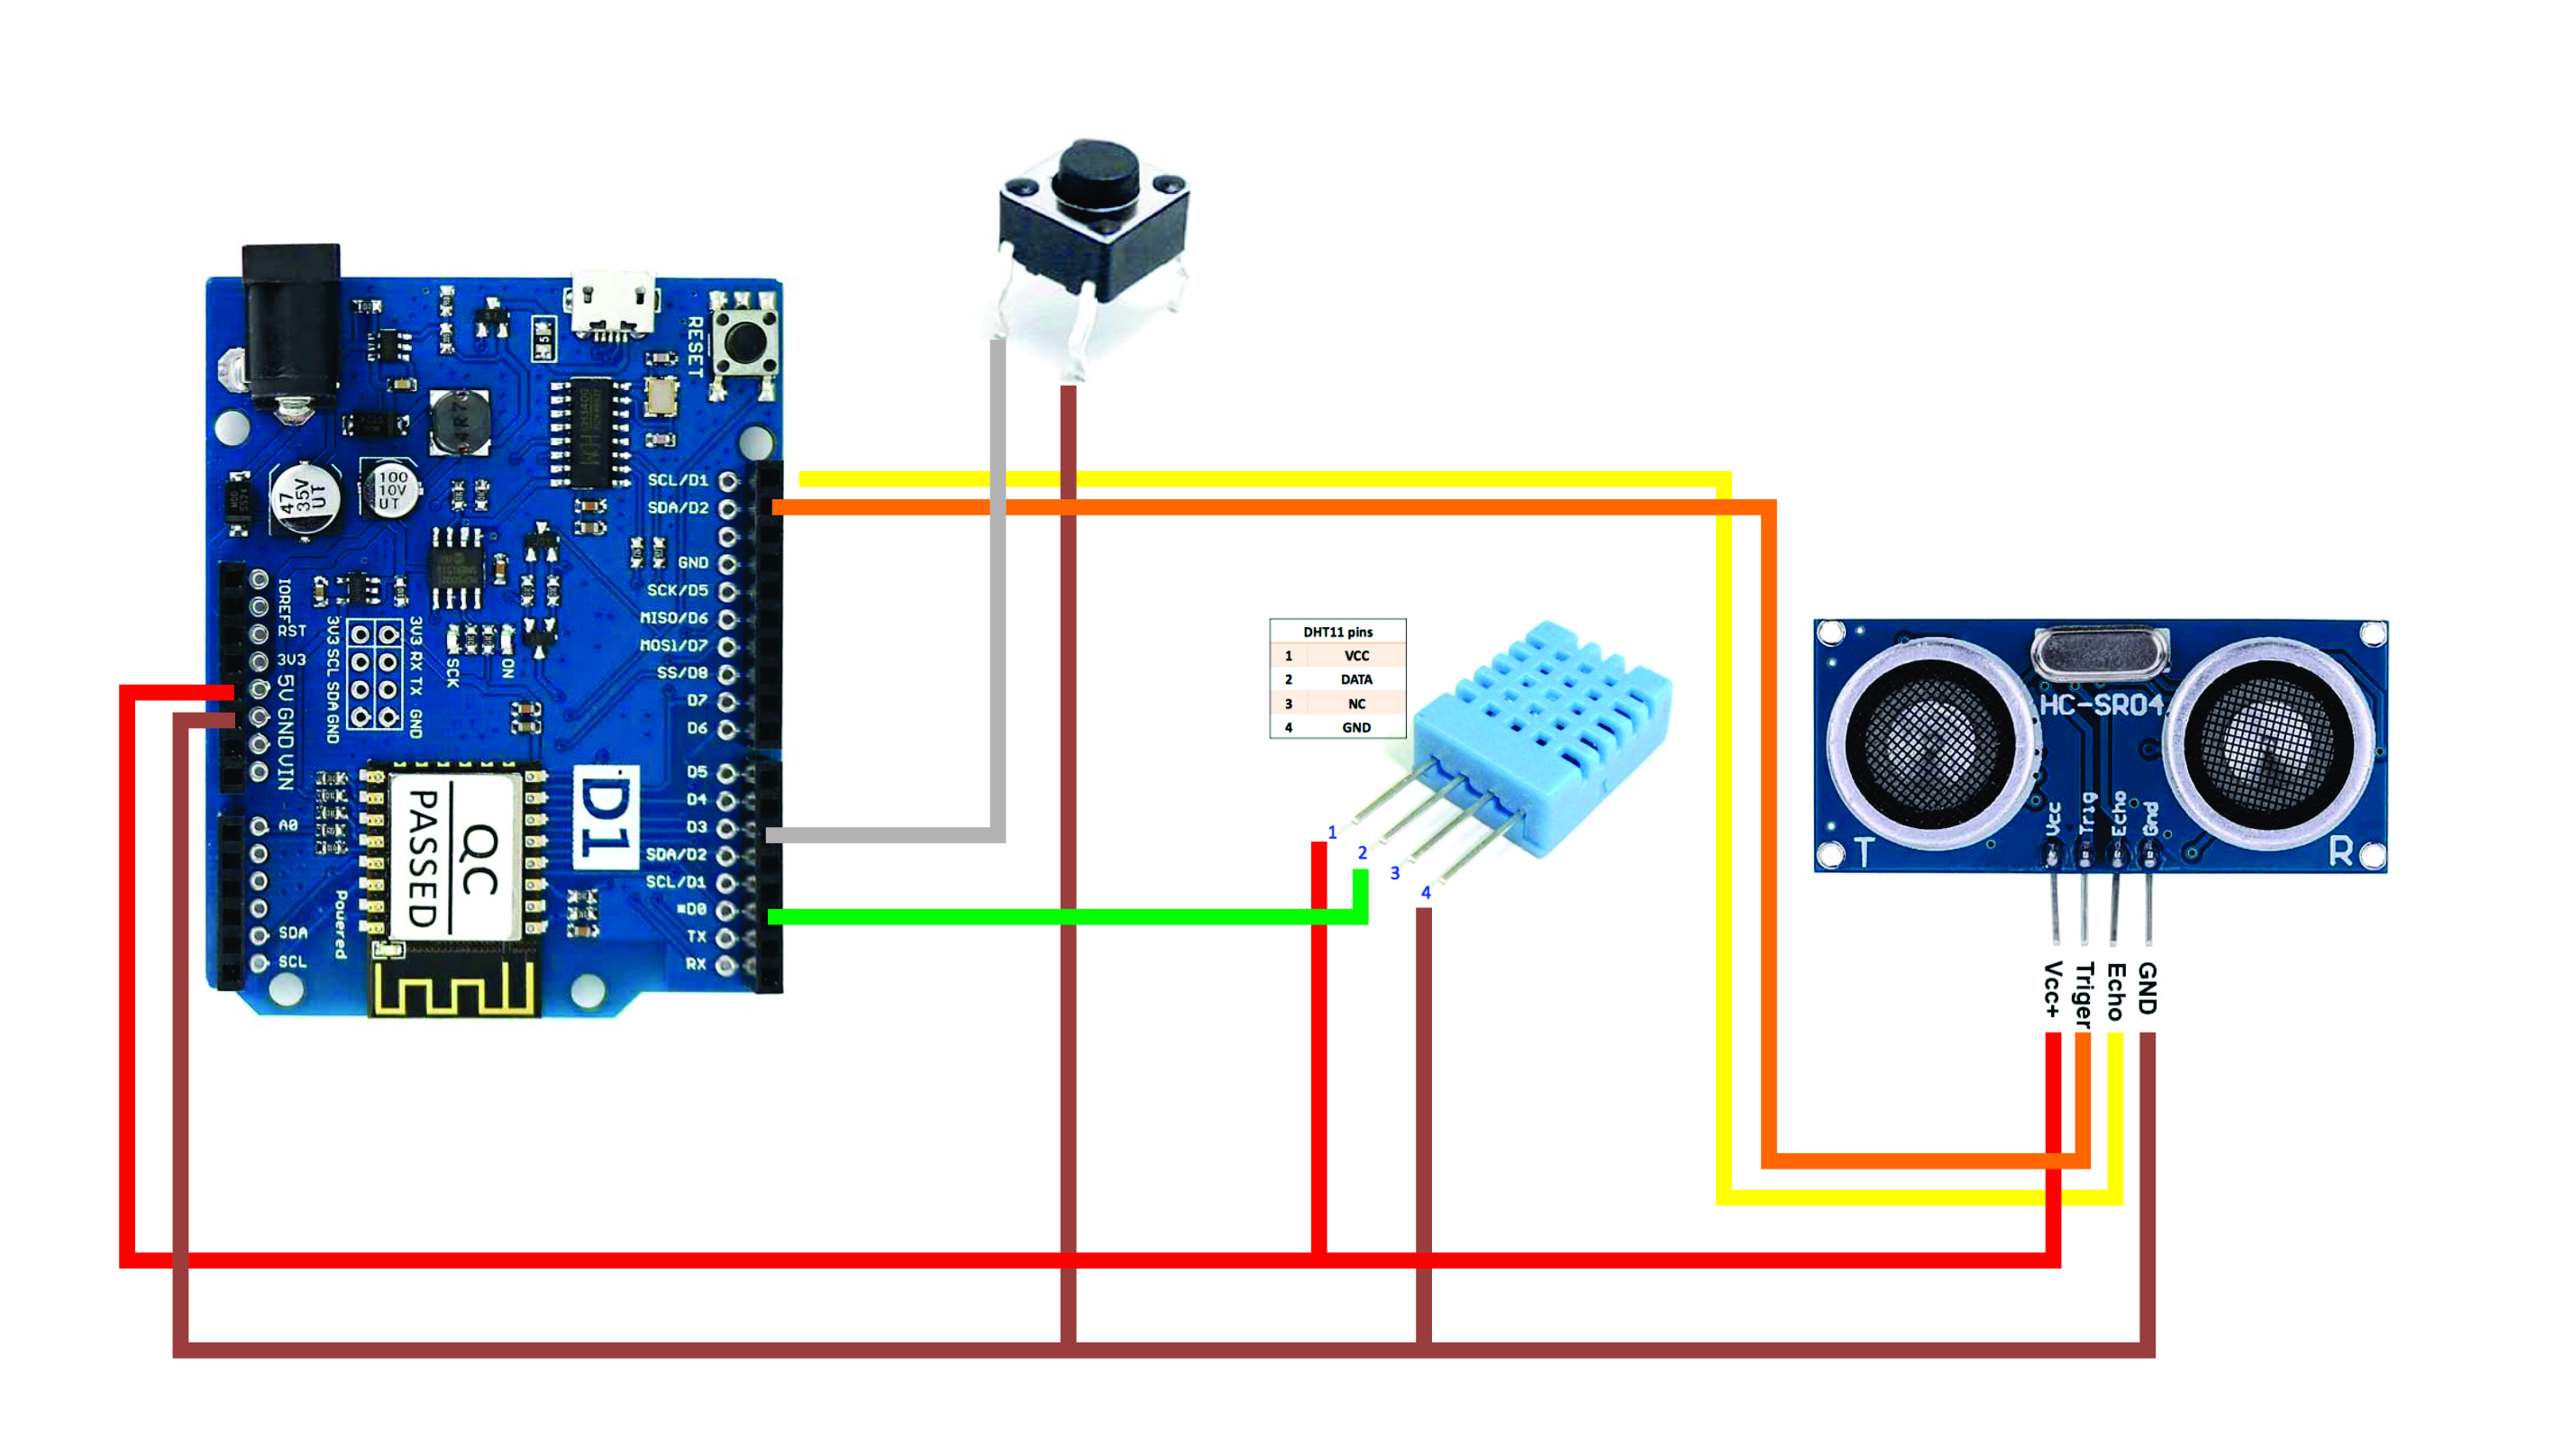 RESET
4R7
47
35V
UT
100
10V
UT
SCL/D1
SDA/D2
GND
SCK/D5
MISO/D6
MOSI/D7
SS/D8
D7
D6
D5
D4
D3
SDA/D2
SCL/D1
*D0
TX
RX
IOREF
RST
3V3
5V
GND
VIN
A0
SDA
SCL
3V3 SCL SDA GND
3V3 RX TX GND
SCK
ON
Powered
QC
PASSED
D1
DHT11 pins
1 VCC
2 DATA
3 NC
4 GND
1
2
3
4
HC-SR04
Vcc
Trig
Echo
Gnd
T
R
Vcc+
Triger
Echo
GND